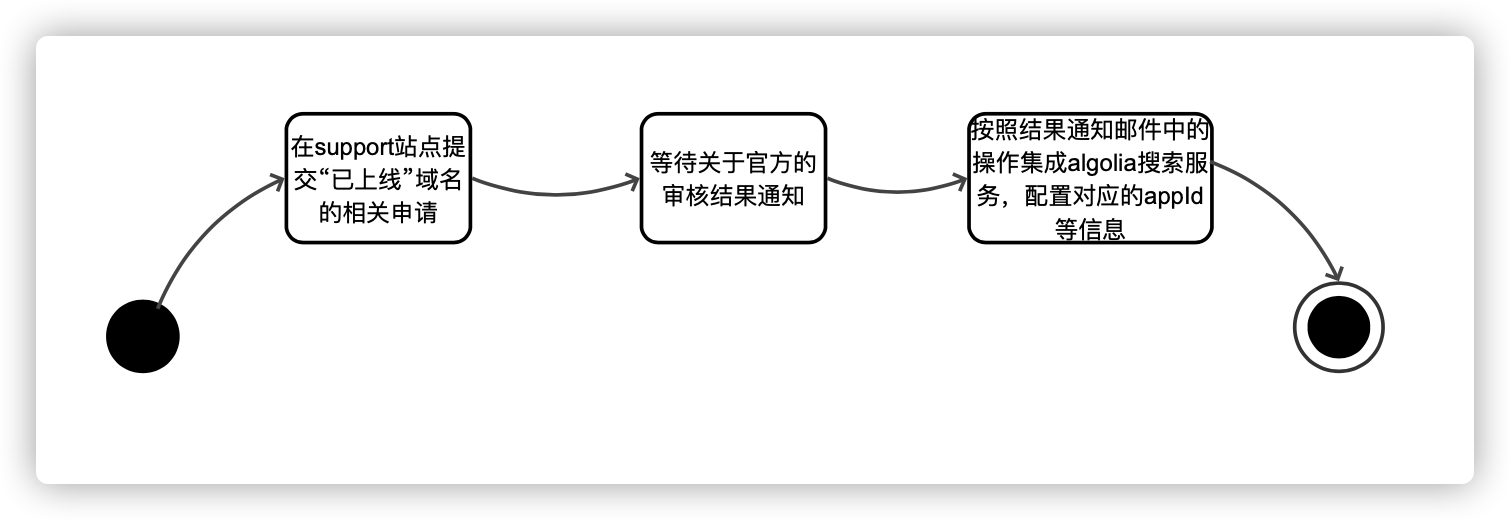 在support站点提
交“已上线”域名
的相关申请
等待关于官方的
审核结果通知
按照结果通知邮件中的
操作集成algolia搜索服
务，配置对应的appId
等信息